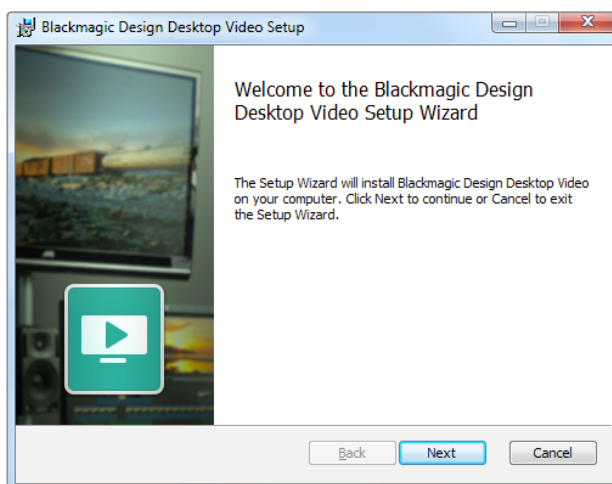 Blackmagic Design Desktop Video Setup
Welcome to the Blackmagic Design
Desktop Video Setup Wizard
The Setup Wizard will install Blackmagic Design Desktop Video
on your computer. Click Next to continue or Cancel to exit
the Setup Wizard.
Back
Next
Cancel